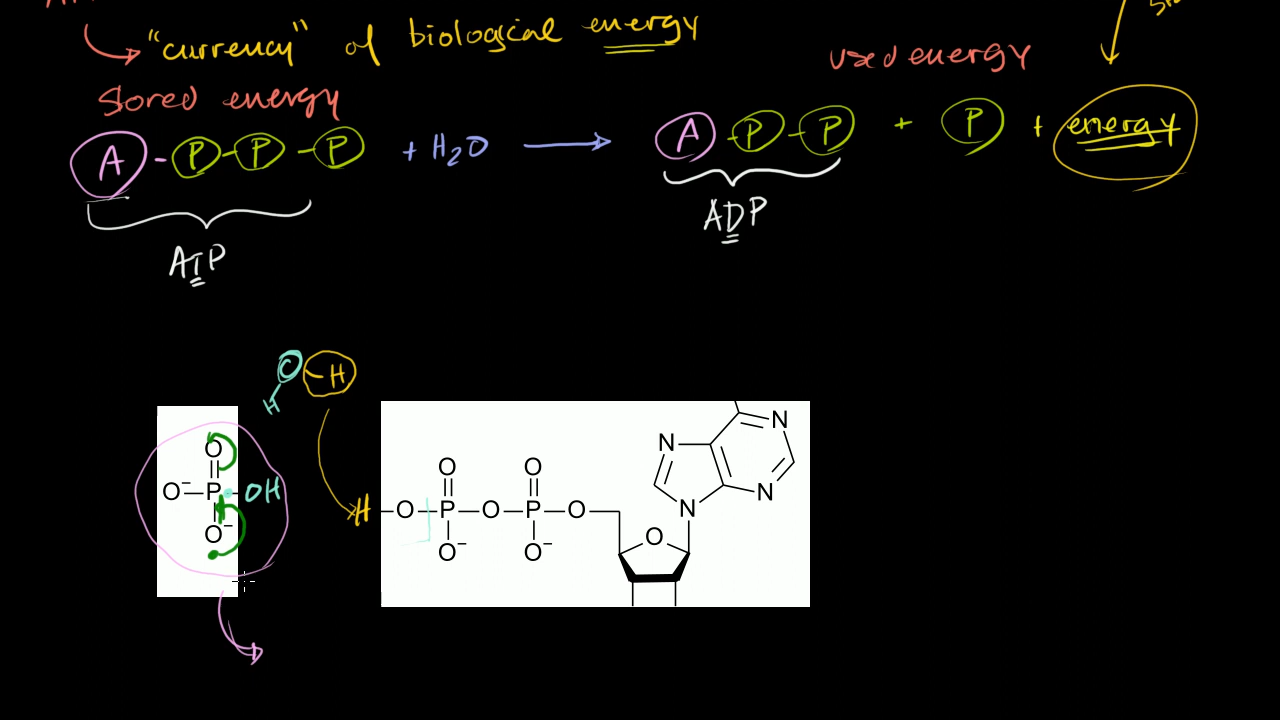 "currency" of biological energy
stored energy
used energy
A - P - P - P + H₂O → A - P - P + P + energy
ATP
ADP
O - H
H
O
O⁻ P OH
O⁻
H O P O P O
O O
O⁻ O⁻
N N
N N
O